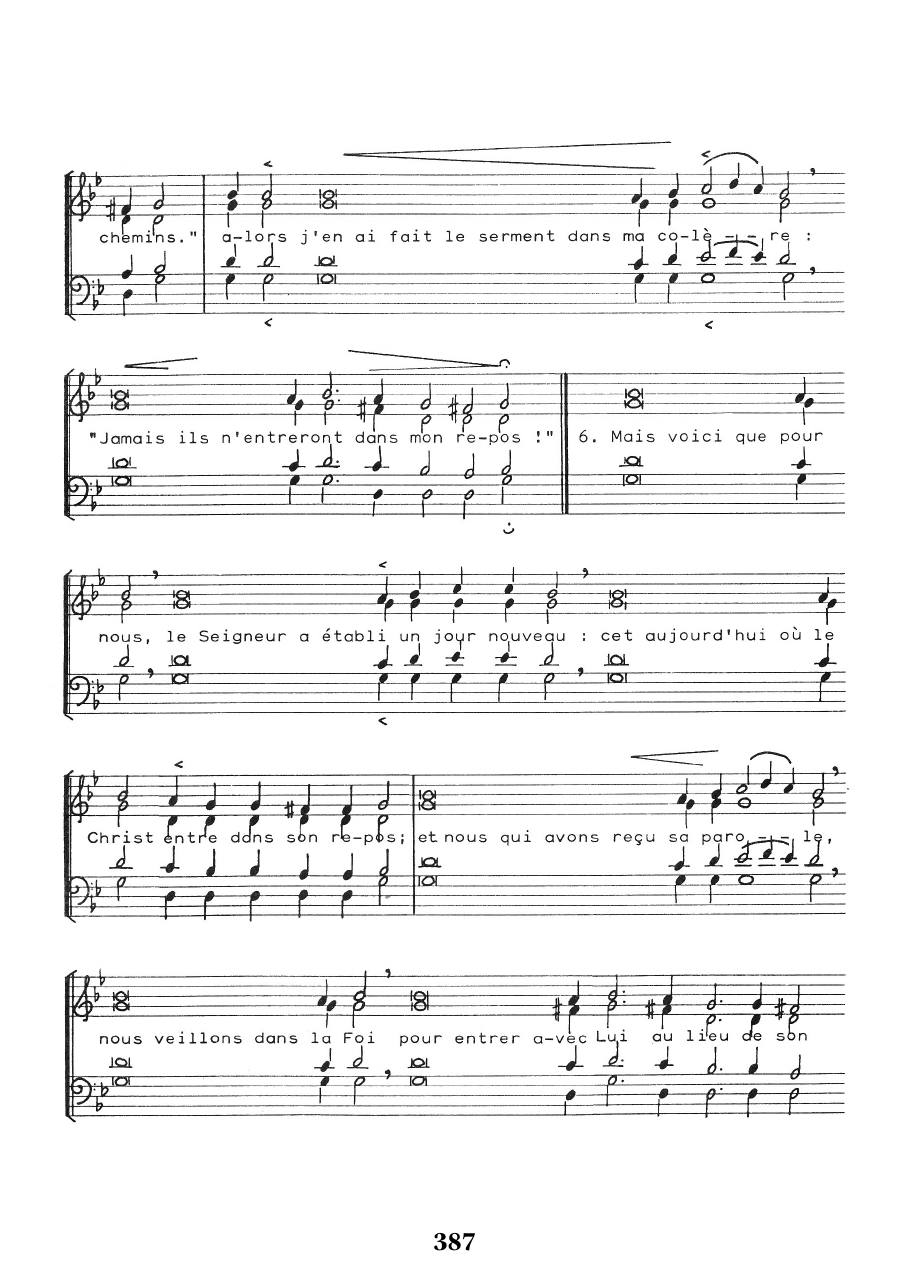 chemins." a-lors j'en ai fait le serment dans ma co-lè - - re :
"Jamais ils n'entreront dans mon re-pos !" 6. Mais voici que pour
nous, le Seigneur a établi un jour nouveau : cet aujourd'hui où le
Christ entre dans son re-pos; et nous qui avons reçu sa paro - - le,
nous veillons dans la Foi pour entrer a-vec Lui au lieu de son
387